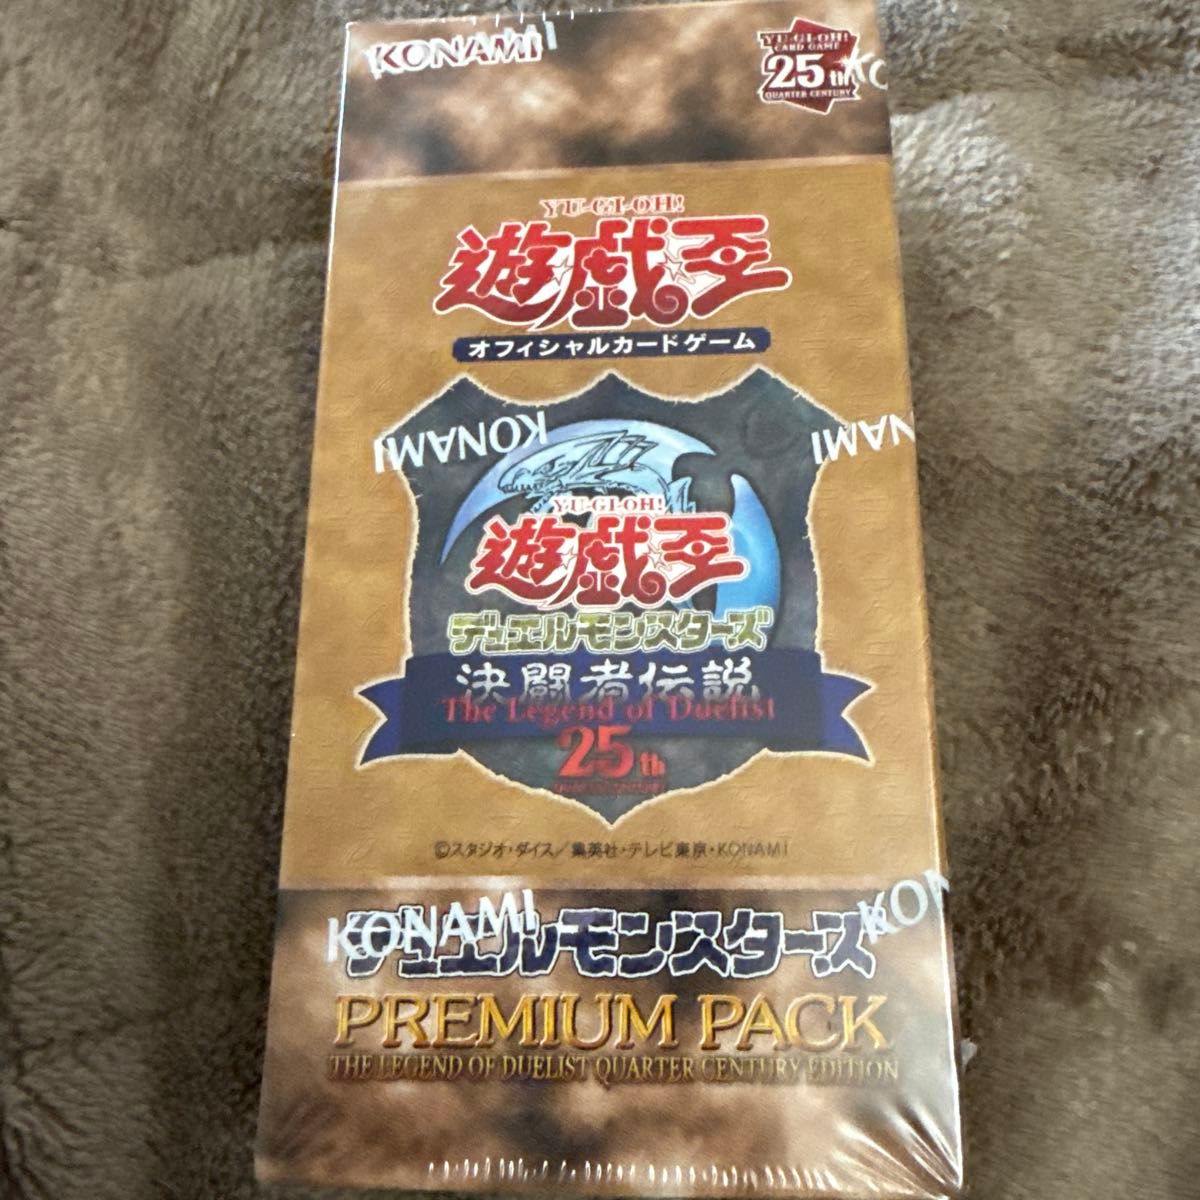 KONAMI
YU-GI-OH!
CARD GAME
25th
QUARTER CENTURY
YU-GI-OH!
遊☆戯☆王
オフィシャルカードゲーム
KONAMI
KONAMI
YU-GI-OH!
遊☆戯☆王
デュエルモンスターズ
決闘者伝説
The Legend of Duelist
25th
©スタジオ・ダイス／集英社・テレビ東京・KONAMI
KONAMI
KON
デュエルモンスターズ
PREMIUM PACK
THE LEGEND OF DUELIST QUARTER CENTURY EDITION